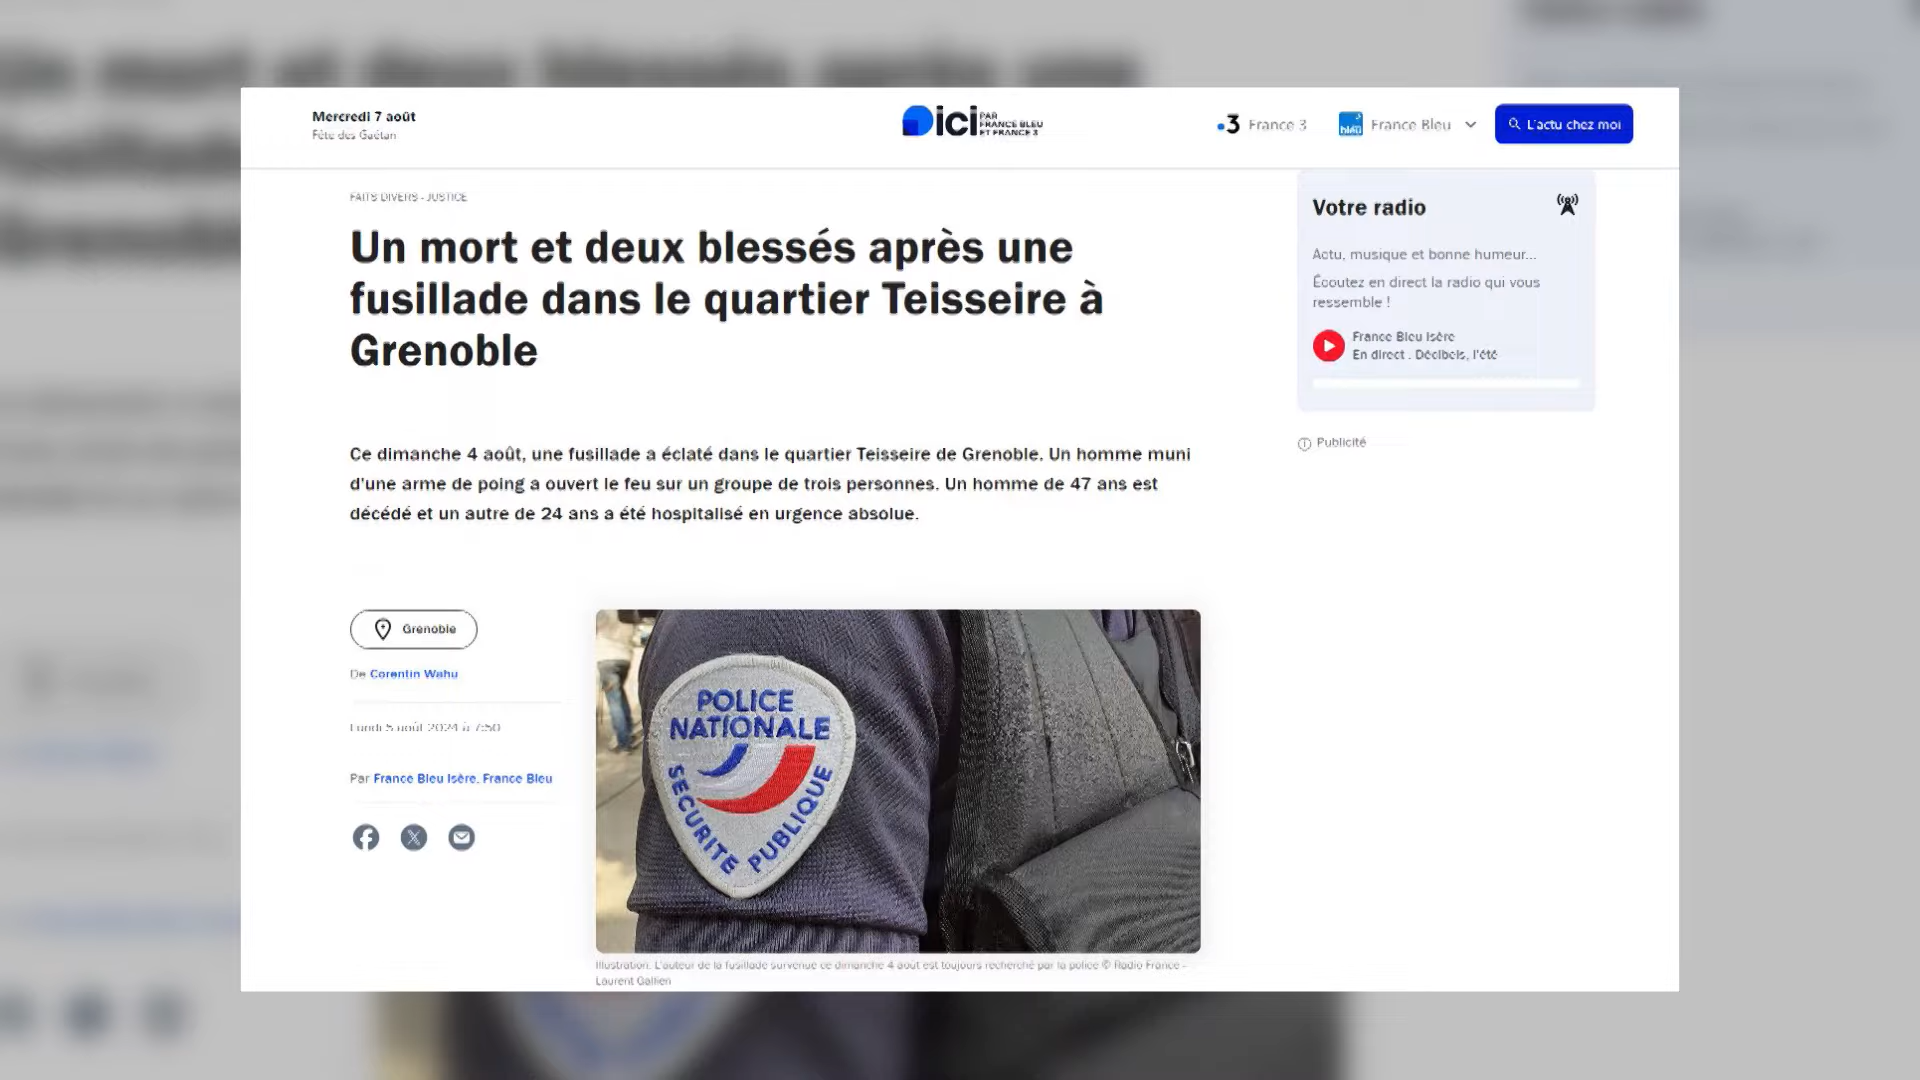 Mercredi 7 août
Fête des Gaétan
ici PAR FRANCE BLEU ET FRANCE 3
.3 France 3
bleu France Bleu
L'actu chez moi
FAITS DIVERS - JUSTICE
Un mort et deux blessés après une
fusillade dans le quartier Teisseire à
Grenoble
Ce dimanche 4 août, une fusillade a éclaté dans le quartier Teisseire de Grenoble. Un homme muni
d'une arme de poing a ouvert le feu sur un groupe de trois personnes. Un homme de 47 ans est
décédé et un autre de 24 ans a été hospitalisé en urgence absolue.
Grenoble
De Corentin Wahu
Lundi 5 août 2024 à 7:50
Par France Bleu Isère, France Bleu
POLICE
NATIONALE
SECURITE PUBLIQUE
Illustration. L'auteur de la fusillade survenue ce dimanche 4 août est toujours recherché par la police © Radio France -
Laurent Gallien
Votre radio
Actu, musique et bonne humeur...
Écoutez en direct la radio qui vous
ressemble !
France Bleu Isère
En direct . Décibels, l'été
Publicité